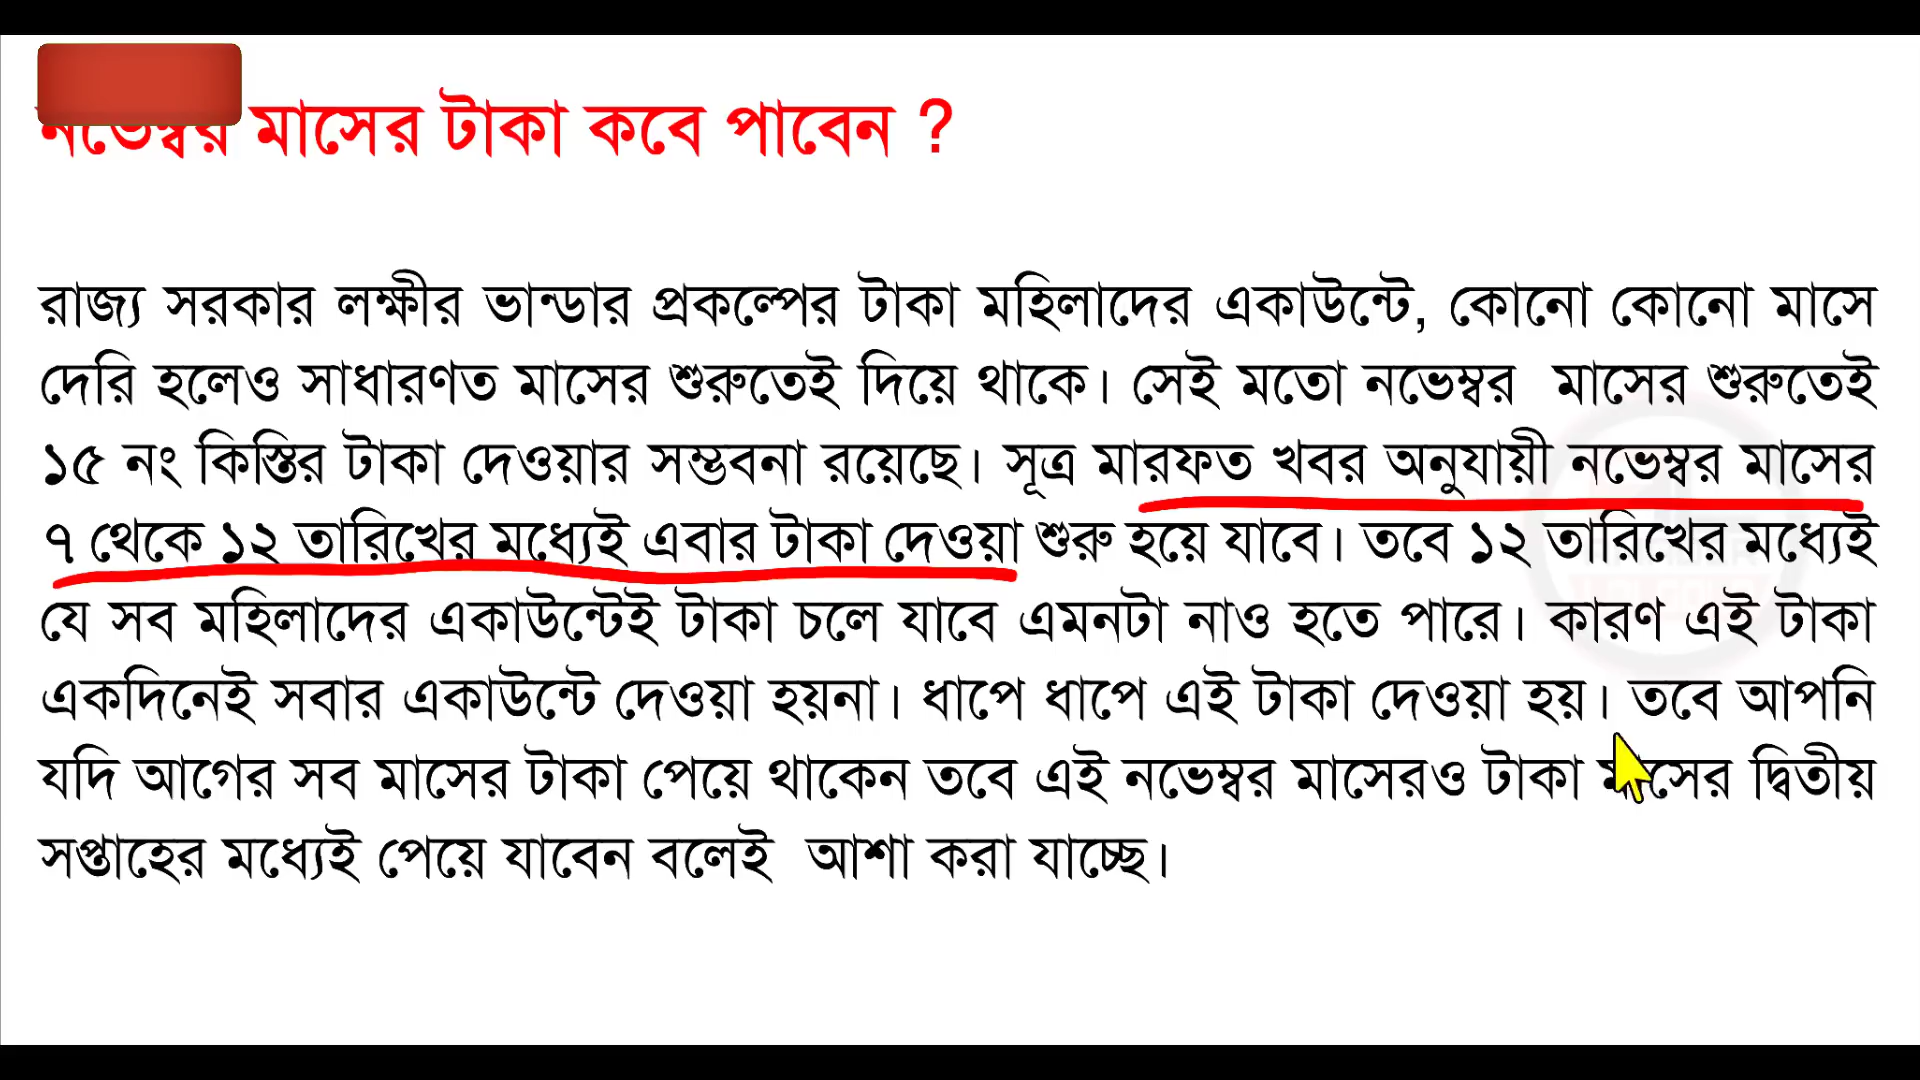 নভেম্বর মাসের টাকা কবে পাবেন ?
রাজ্য সরকার লক্ষীর ভান্ডার প্রকল্পের টাকা মহিলাদের একাউন্টে, কোনো কোনো মাসে
দেরি হলেও সাধারণত মাসের শুরুতেই দিয়ে থাকে। সেই মতো নভেম্বর মাসের শুরুতেই
১৫ নং কিস্তির টাকা দেওয়ার সম্ভবনা রয়েছে। সূত্র মারফত খবর অনুযায়ী নভেম্বর মাসের
৭ থেকে ১২ তারিখের মধ্যেই এবার টাকা দেওয়া শুরু হয়ে যাবে। তবে ১২ তারিখের মধ্যেই
যে সব মহিলাদের একাউন্টেই টাকা চলে যাবে এমনটা নাও হতে পারে। কারণ এই টাকা
একদিনেই সবার একাউন্টে দেওয়া হয়না। ধাপে ধাপে এই টাকা দেওয়া হয়। তবে আপনি
যদি আগের সব মাসের টাকা পেয়ে থাকেন তবে এই নভেম্বর মাসেরও টাকা মাসের দ্বিতীয়
সপ্তাহের মধ্যেই পেয়ে যাবেন বলেই আশা করা যাচ্ছে।